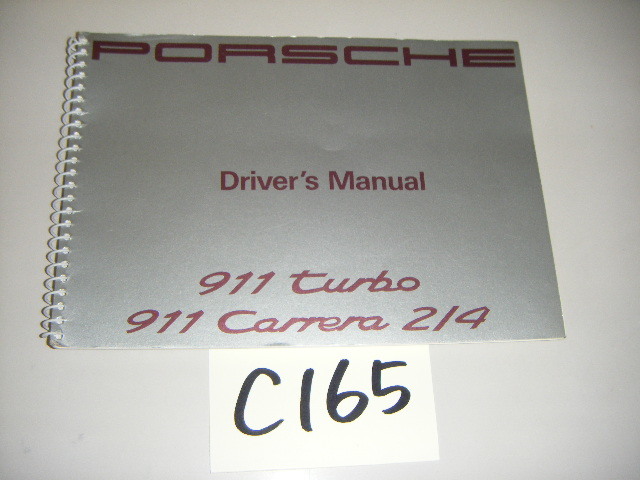 PORSCHE
Driver's Manual
911 turbo
911 Carrera 2/4
C165